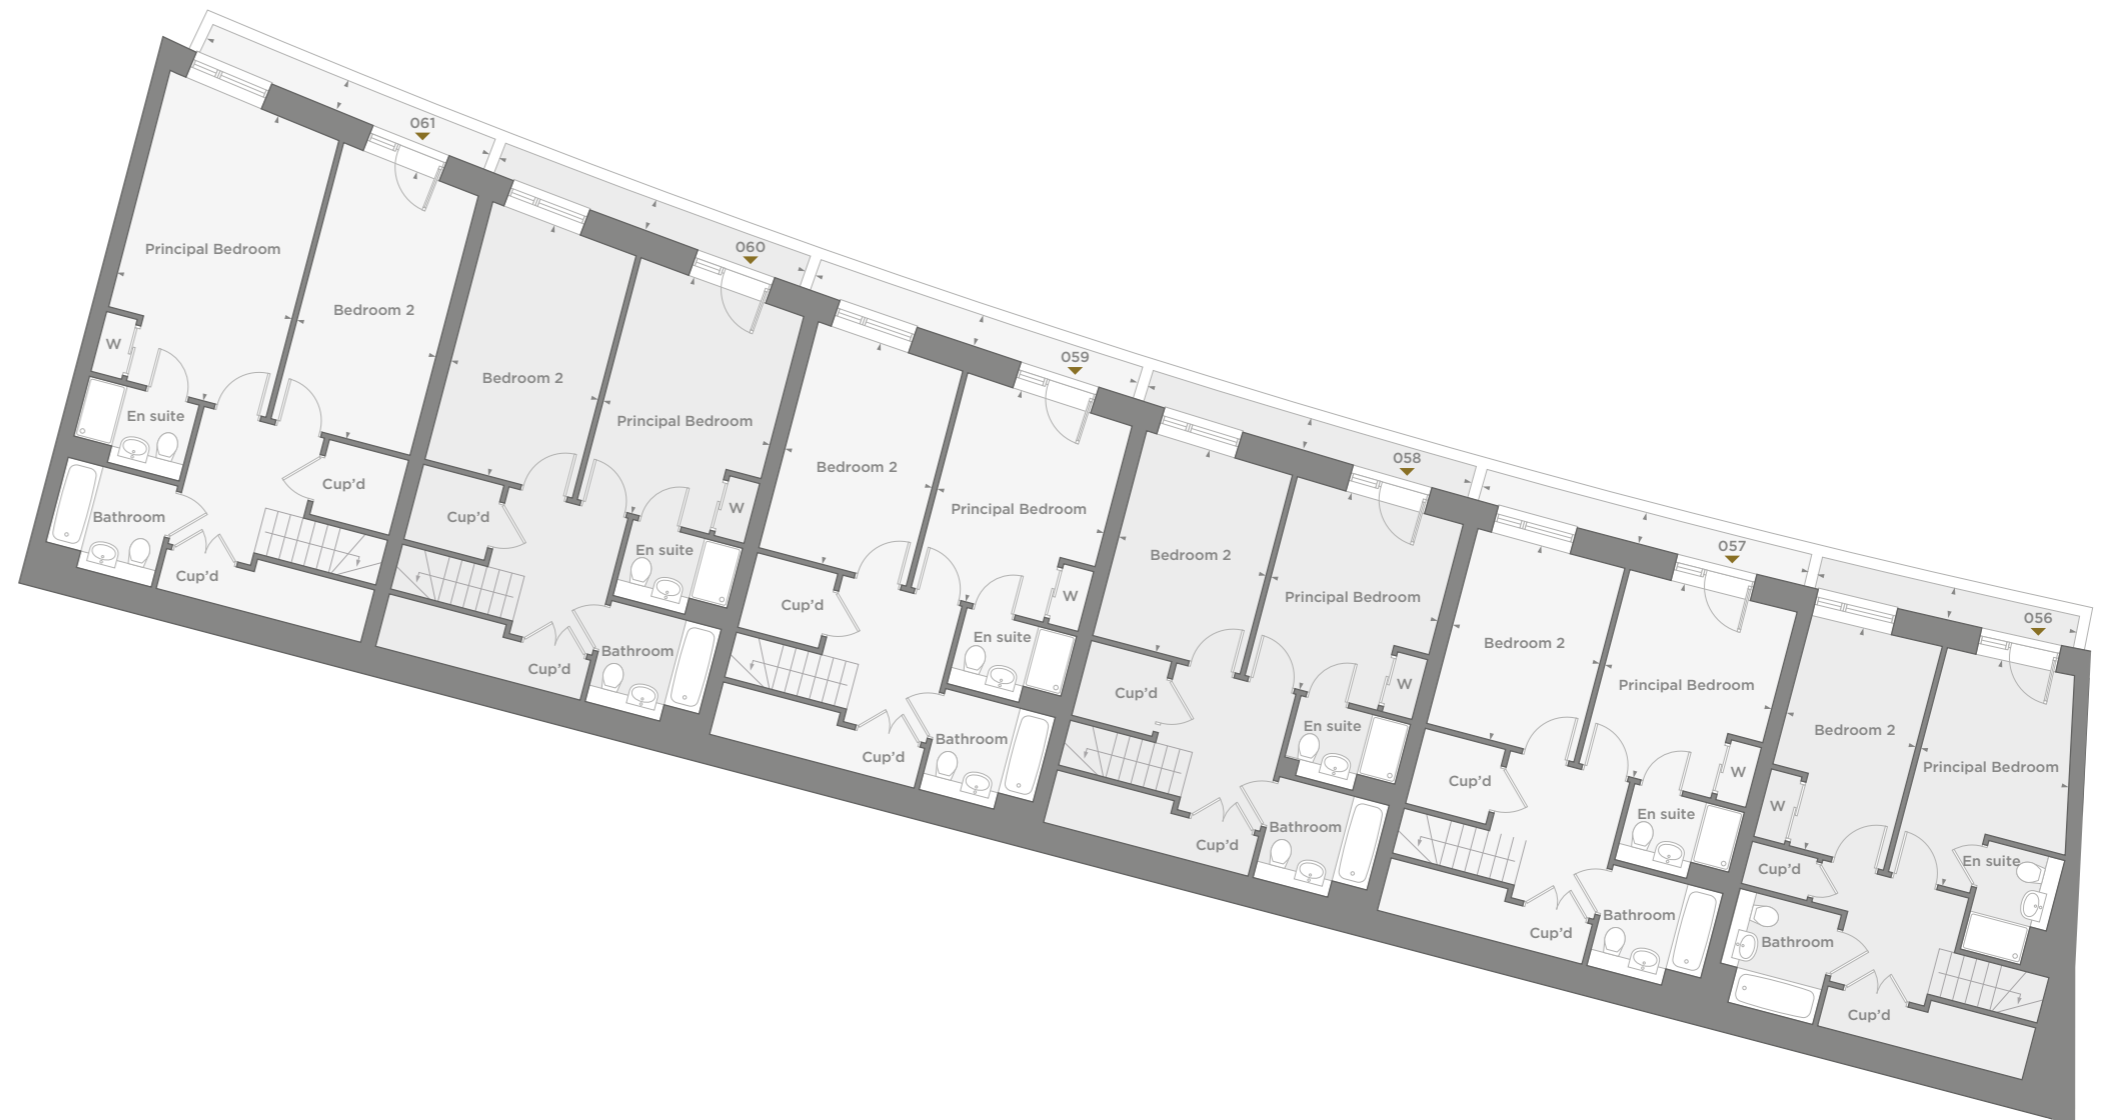 061
Principal Bedroom
Bedroom 2
W
En suite
Cup'd
Bathroom
Cup'd
060
Bedroom 2
Principal Bedroom
Cup'd
W
En suite
Bathroom
Cup'd
059
Bedroom 2
Principal Bedroom
Cup'd
W
En suite
Bathroom
Cup'd
058
Bedroom 2
Principal Bedroom
Cup'd
W
En suite
Bathroom
Cup'd
057
Bedroom 2
Principal Bedroom
Cup'd
W
En suite
Bathroom
Cup'd
056
Bedroom 2
Principal Bedroom
W
En suite
Cup'd
Bathroom
Cup'd